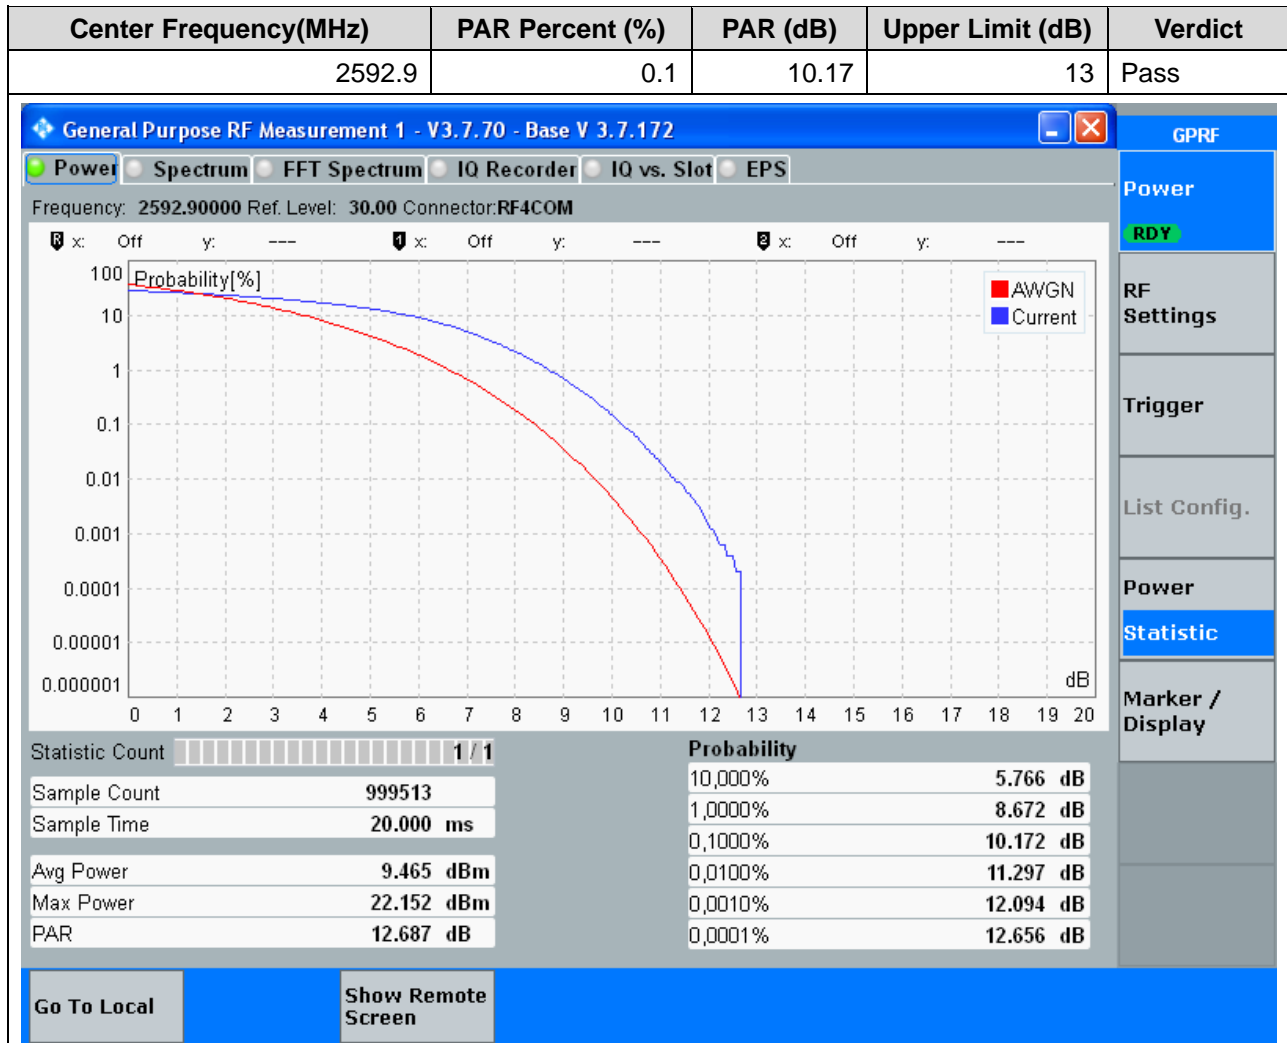 Center Frequency(MHz) PAR Percent (%) PAR (dB) Upper Limit (dB) Verdict
2592.9 0.1 10.17 13 Pass
General Purpose RF Measurement 1 - V3.7.70 - Base V 3.7.172
GPRF
Power Spectrum FFT Spectrum IQ Recorder IQ vs. Slot EPS
Power
RDY
Frequency: 2592.90000 Ref. Level: 30.00 Connector:RF4COM
R x: Off y: --- 1 x: Off y: --- 2 x: Off y: ---
Probability[%]
AWGN
Current
100
10
1
0.1
0.01
0.001
0.0001
0.00001
0.000001
dB
0 1 2 3 4 5 6 7 8 9 10 11 12 13 14 15 16 17 18 19 20
RF
Settings
Trigger
List Config.
Power
Statistic
Marker /
Display
Statistic Count 1 / 1
Sample Count 999513
Sample Time 20.000 ms
Avg Power 9.465 dBm
Max Power 22.152 dBm
PAR 12.687 dB
Probability
10,000% 5.766 dB
1,0000% 8.672 dB
0,1000% 10.172 dB
0,0100% 11.297 dB
0,0010% 12.094 dB
0,0001% 12.656 dB
Go To Local
Show Remote
Screen